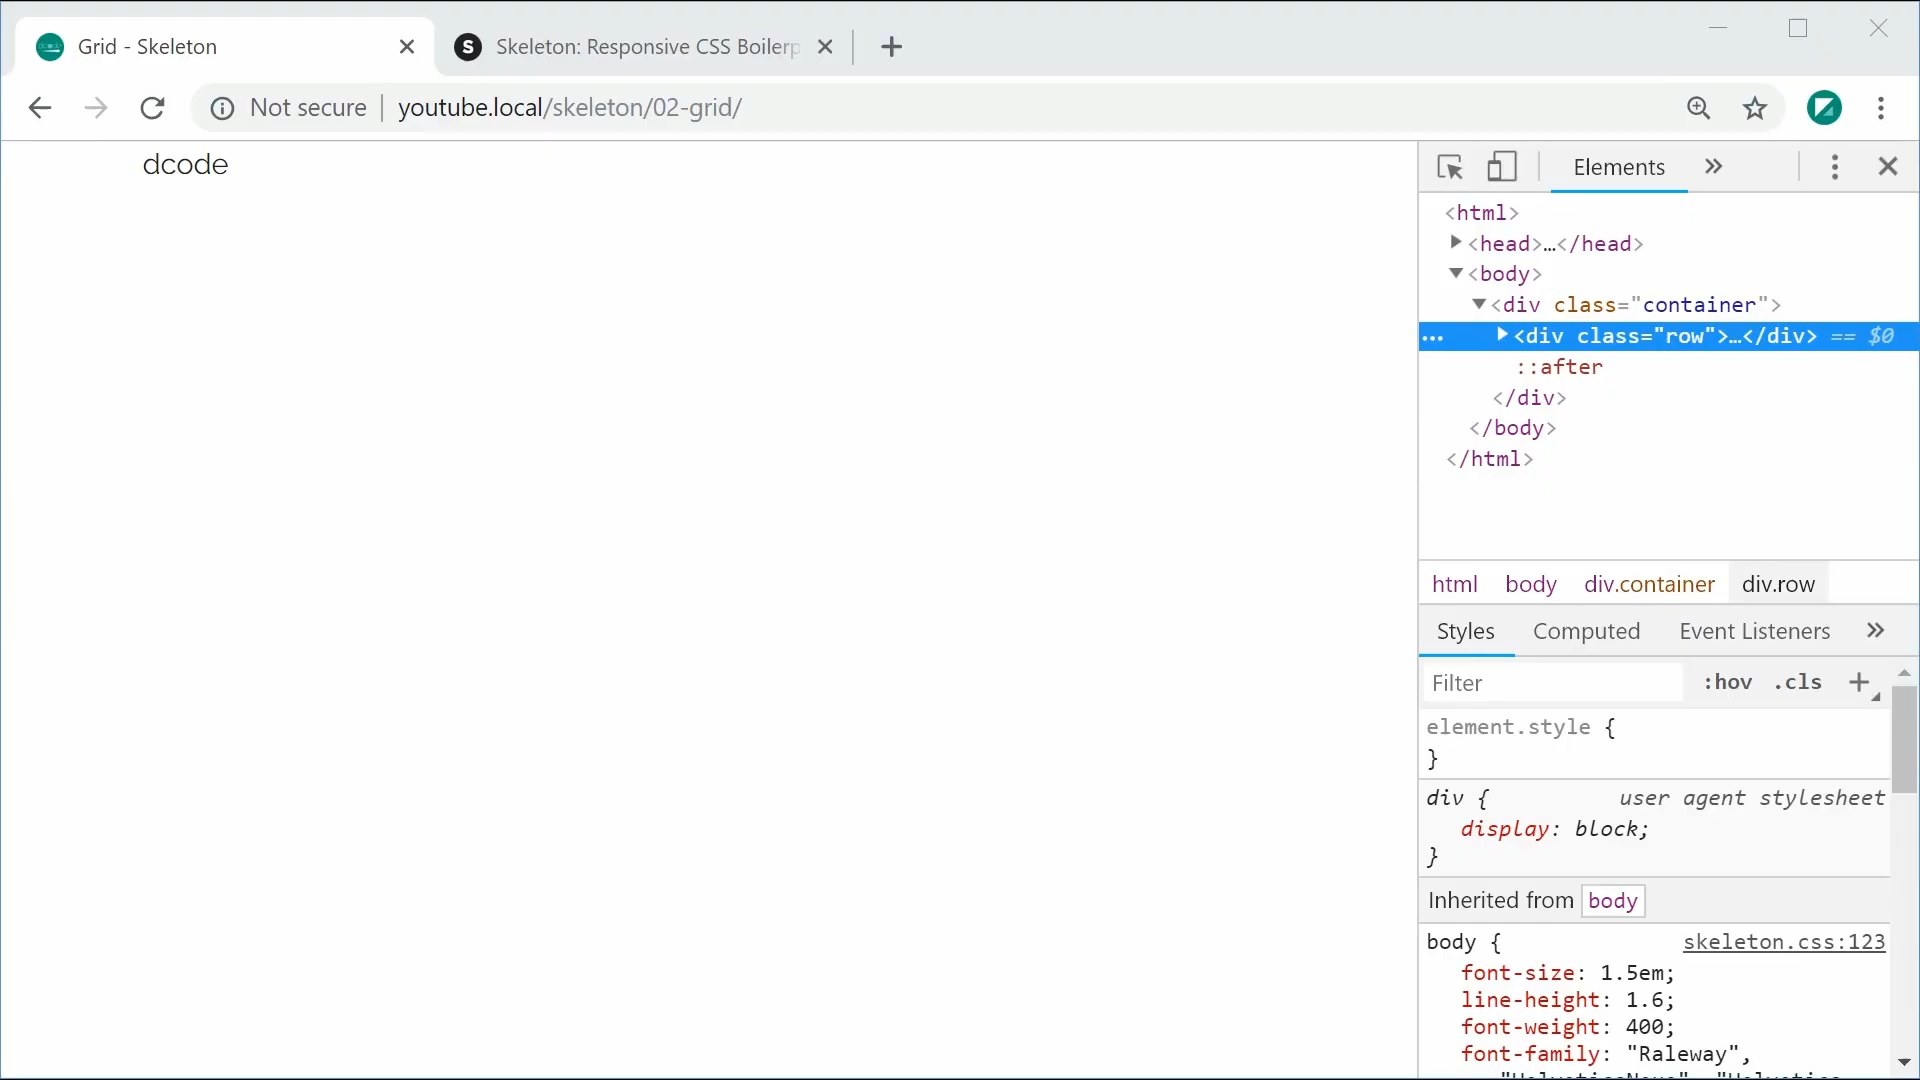 Grid - Skeleton
Skeleton: Responsive CSS Boilerp
Not secure | youtube.local/skeleton/02-grid/
dcode
Elements
<html>
<head>…</head>
<body>
<div class="container">
<div class="row">…</div> == $0
::after
</div>
</body>
</html>
html body div.container div.row
Styles Computed Event Listeners
Filter :hov .cls
element.style {
}
div { user agent stylesheet
display: block;
}
Inherited from body
body { skeleton.css:123
font-size: 1.5em;
line-height: 1.6;
font-weight: 400;
font-family: "Raleway",